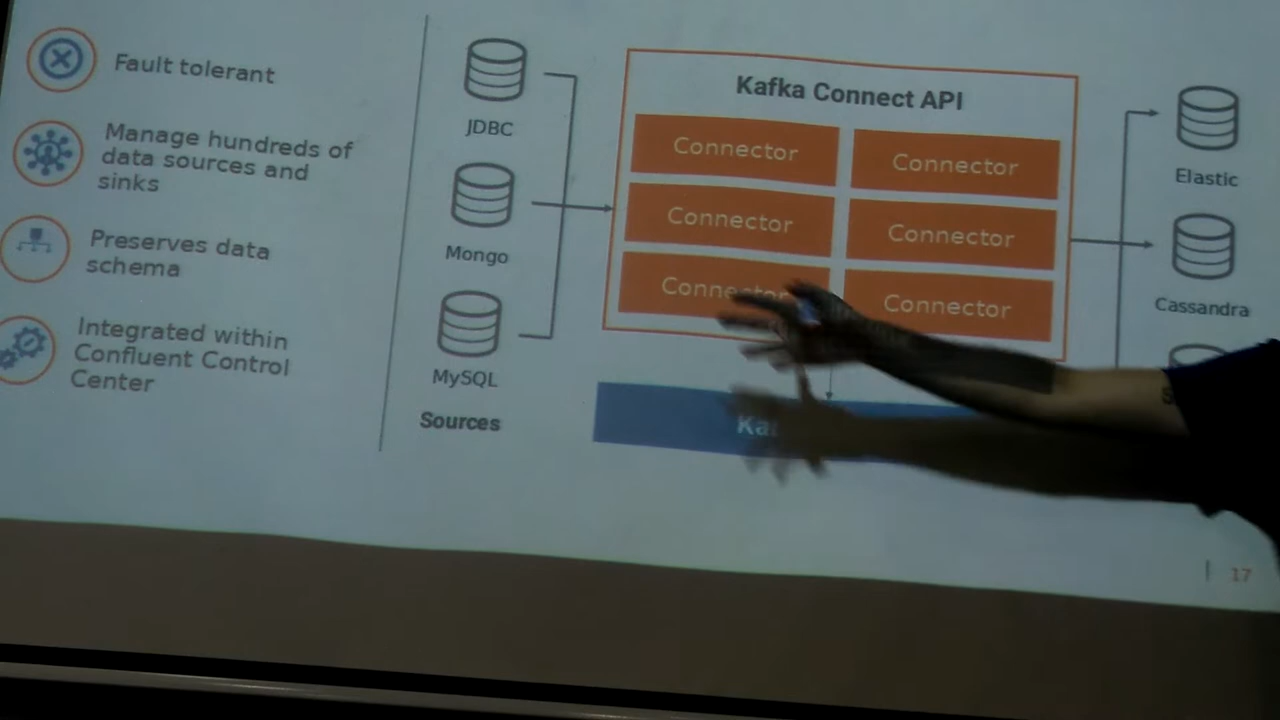 Fault tolerant
Manage hundreds of
data sources and
sinks
Preserves data
schema
Integrated within
Confluent Control
Center
JDBC
Mongo
MySQL
Sources
Kafka Connect API
Connector
Connector
Connector
Connector
Connector
Connector
Elastic
Cassandra
17